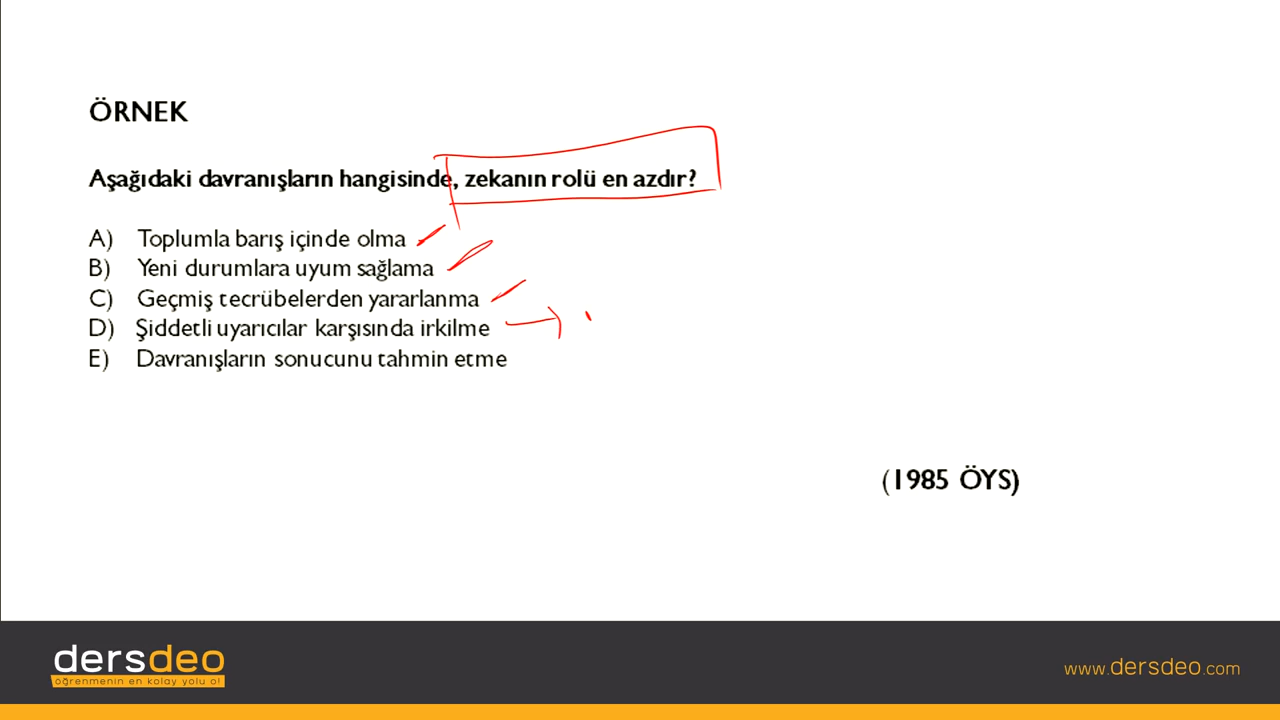 ÖRNEK
Aşağıdaki davranışların hangisinde, zekanın rolü en azdır?
A) Toplumla barış içinde olma
B) Yeni durumlara uyum sağlama
C) Geçmiş tecrübelerden yararlanma
D) Şiddetli uyarıcılar karşısında irkilme
E) Davranışların sonucunu tahmin etme
(1985 ÖYS)
dersdeo
öğrenmenin en kolay yolu o!
www.dersdeo.com